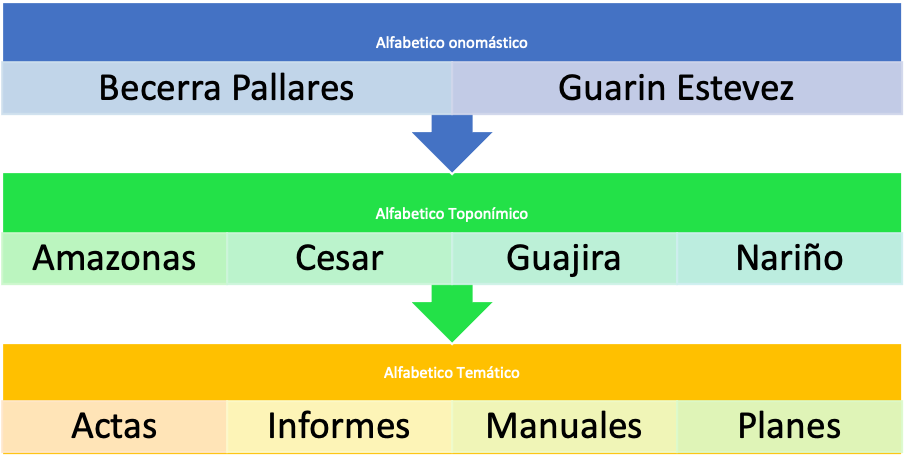 Alfabetico onomástico
Becerra Pallares Guarin Estevez
Alfabetico Toponímico
Amazonas Cesar Guajira Nariño
Alfabetico Temático
Actas Informes Manuales Planes